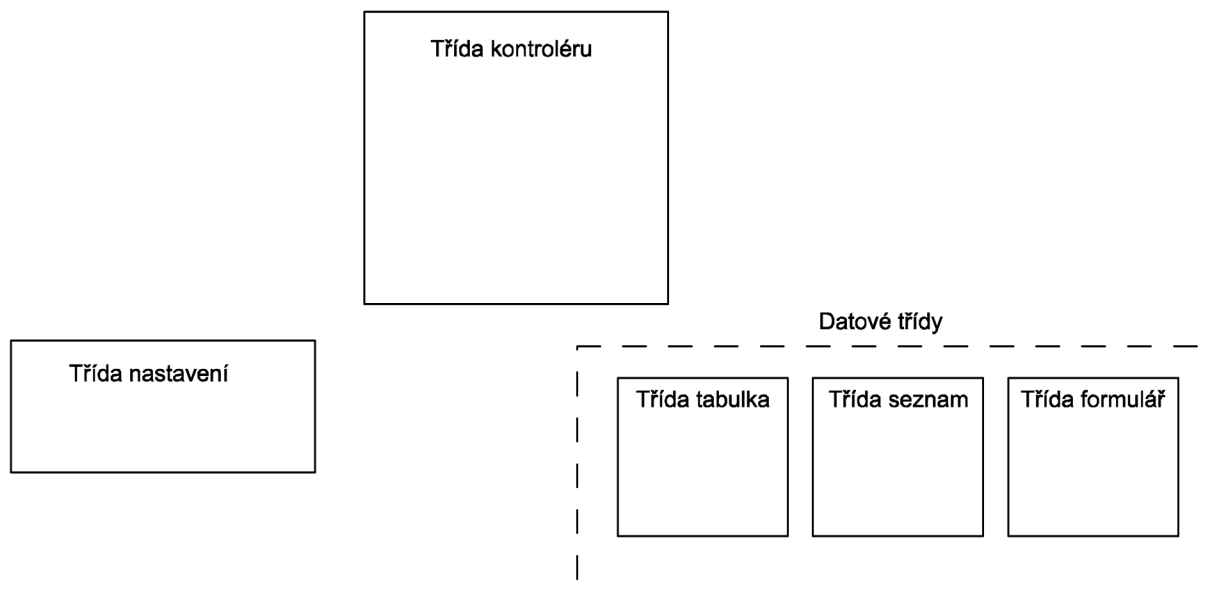 Třída kontroléru
Datové třídy
Třída nastavení
Třída tabulka
Třída seznam
Třída formulář